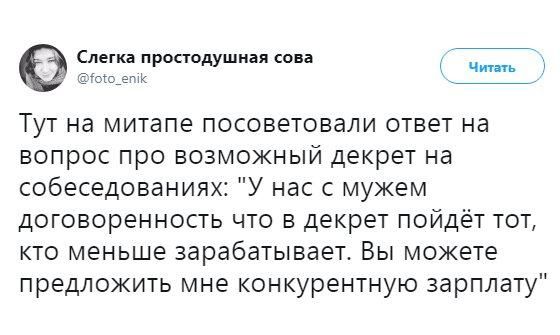 Слегка простодушная сова
@foto_enik
Читать
Тут на митапе посоветовали ответ на
вопрос про возможный декрет на
собеседованиях: "У нас с мужем
договоренность что в декрет пойдёт тот,
кто меньше зарабатывает. Вы можете
предложить мне конкурентную зарплату"